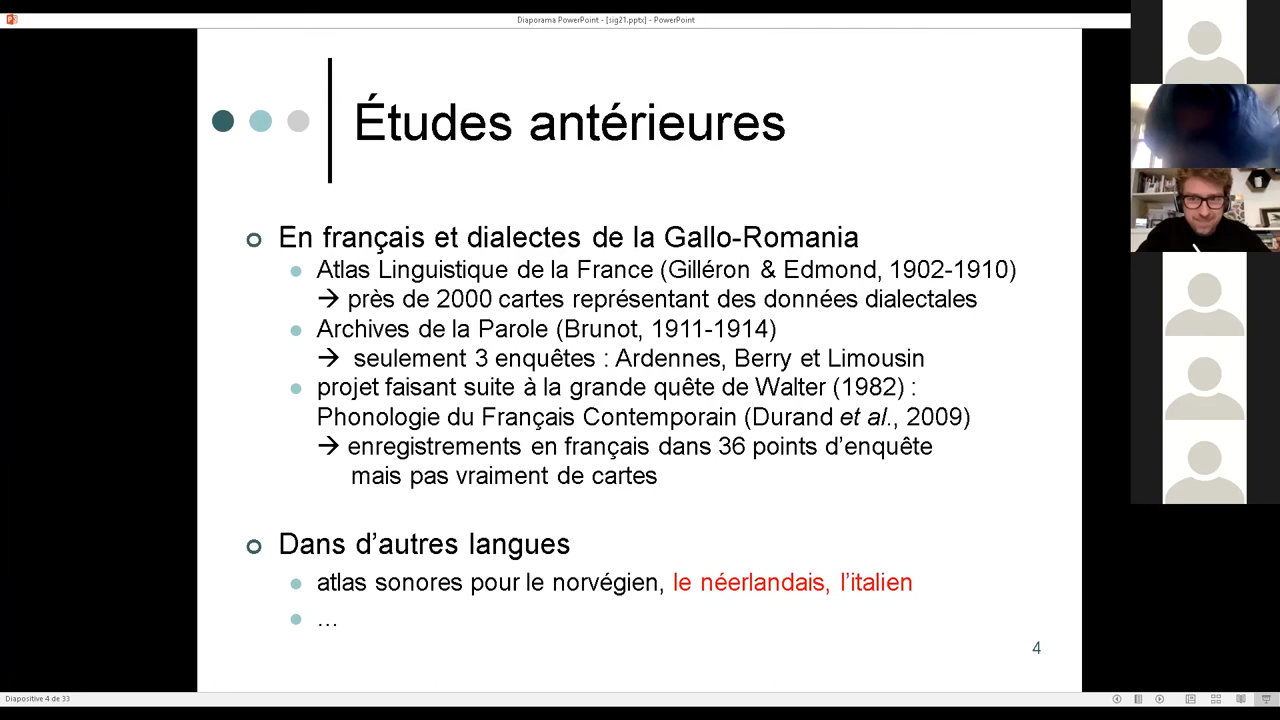 Diaporama PowerPoint - [sig21.pptx] - PowerPoint
Études antérieures
En français et dialectes de la Gallo-Romania
Atlas Linguistique de la France (Gilléron & Edmond, 1902-1910)
→ près de 2000 cartes représentant des données dialectales
Archives de la Parole (Brunot, 1911-1914)
→ seulement 3 enquêtes : Ardennes, Berry et Limousin
projet faisant suite à la grande quête de Walter (1982) :
Phonologie du Français Contemporain (Durand et al., 2009)
→ enregistrements en français dans 36 points d’enquête
mais pas vraiment de cartes
Dans d’autres langues
atlas sonores pour le norvégien, le néerlandais, l’italien
…
4
Diapositive 4 de 33